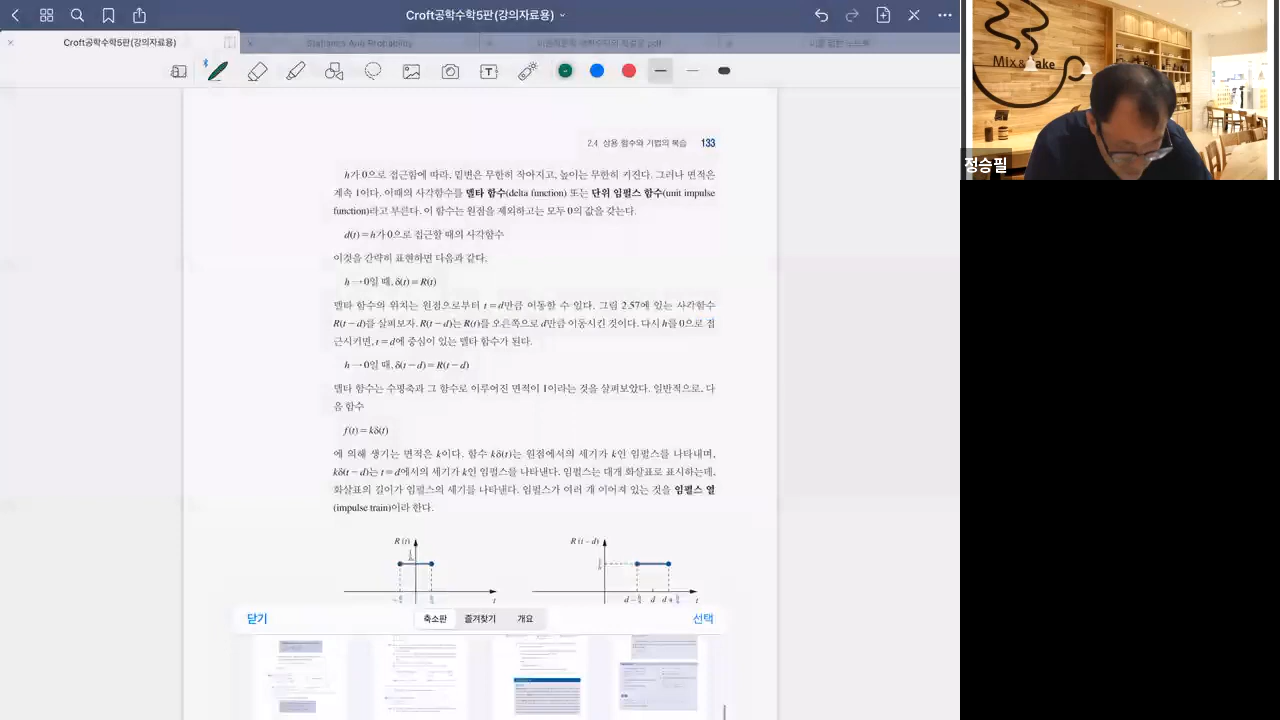 Croft공학수학5판(강의자료용)
Croft공학수학5판(강의자료용)
Statistics And Probability
2.4 상용 함수와 기법의 복습 133
h가 0으로 접근함에 따라, 밑변은 무한히 작아지고, 높이는 무한히 커진다. 그러나 면적은
계속 1이다. 이때의 사각함수를 델타 함수(delta function) 또는 단위 임펄스 함수(unit impulse
function)라고 부른다. 이 함수는 원점을 제외하고는 모두 0의 값을 갖는다.
d(t) = h가 0으로 접근할 때의 사각함수
이것을 간략히 표현하면 다음과 같다.
h → 0일 때, δ(t) = R(t)
델타 함수의 위치는 원점으로부터 t = d만큼 이동할 수 있다. 그림 2.57에 있는 사각함수
R(t − d)를 살펴보자. R(t − d)는 R(t)를 오른쪽으로 d만큼 이동시킨 것이다. 다시 h를 0으로 접
근시키면, t = d에 중심이 있는 델타 함수가 된다.
h → 0일 때, δ(t − d) = R(t − d)
델타 함수는 수평축과 그 함수로 이루어진 면적이 1이라는 것을 살펴보았다. 일반적으로, 다
음 함수
f(t) = kδ(t)
에 의해 생기는 면적은 k이다. 함수 kδ(t)는 원점에서의 세기가 k인 임펄스를 나타내며,
kδ(t − d)는 t = d에서의 세기가 k인 임펄스를 나타낸다. 임펄스는 대개 화살표로 표시하는데,
화살표의 길이가 임펄스의 세기를 나타낸다. 임펄스가 여러 개 이어져 있는 것을 임펄스 열
(impulse train)이라 한다.
R(t)
t
R(t − d)
d
t
닫기
축소판
즐겨찾기
개요
선택
Mix&
ake
정승필